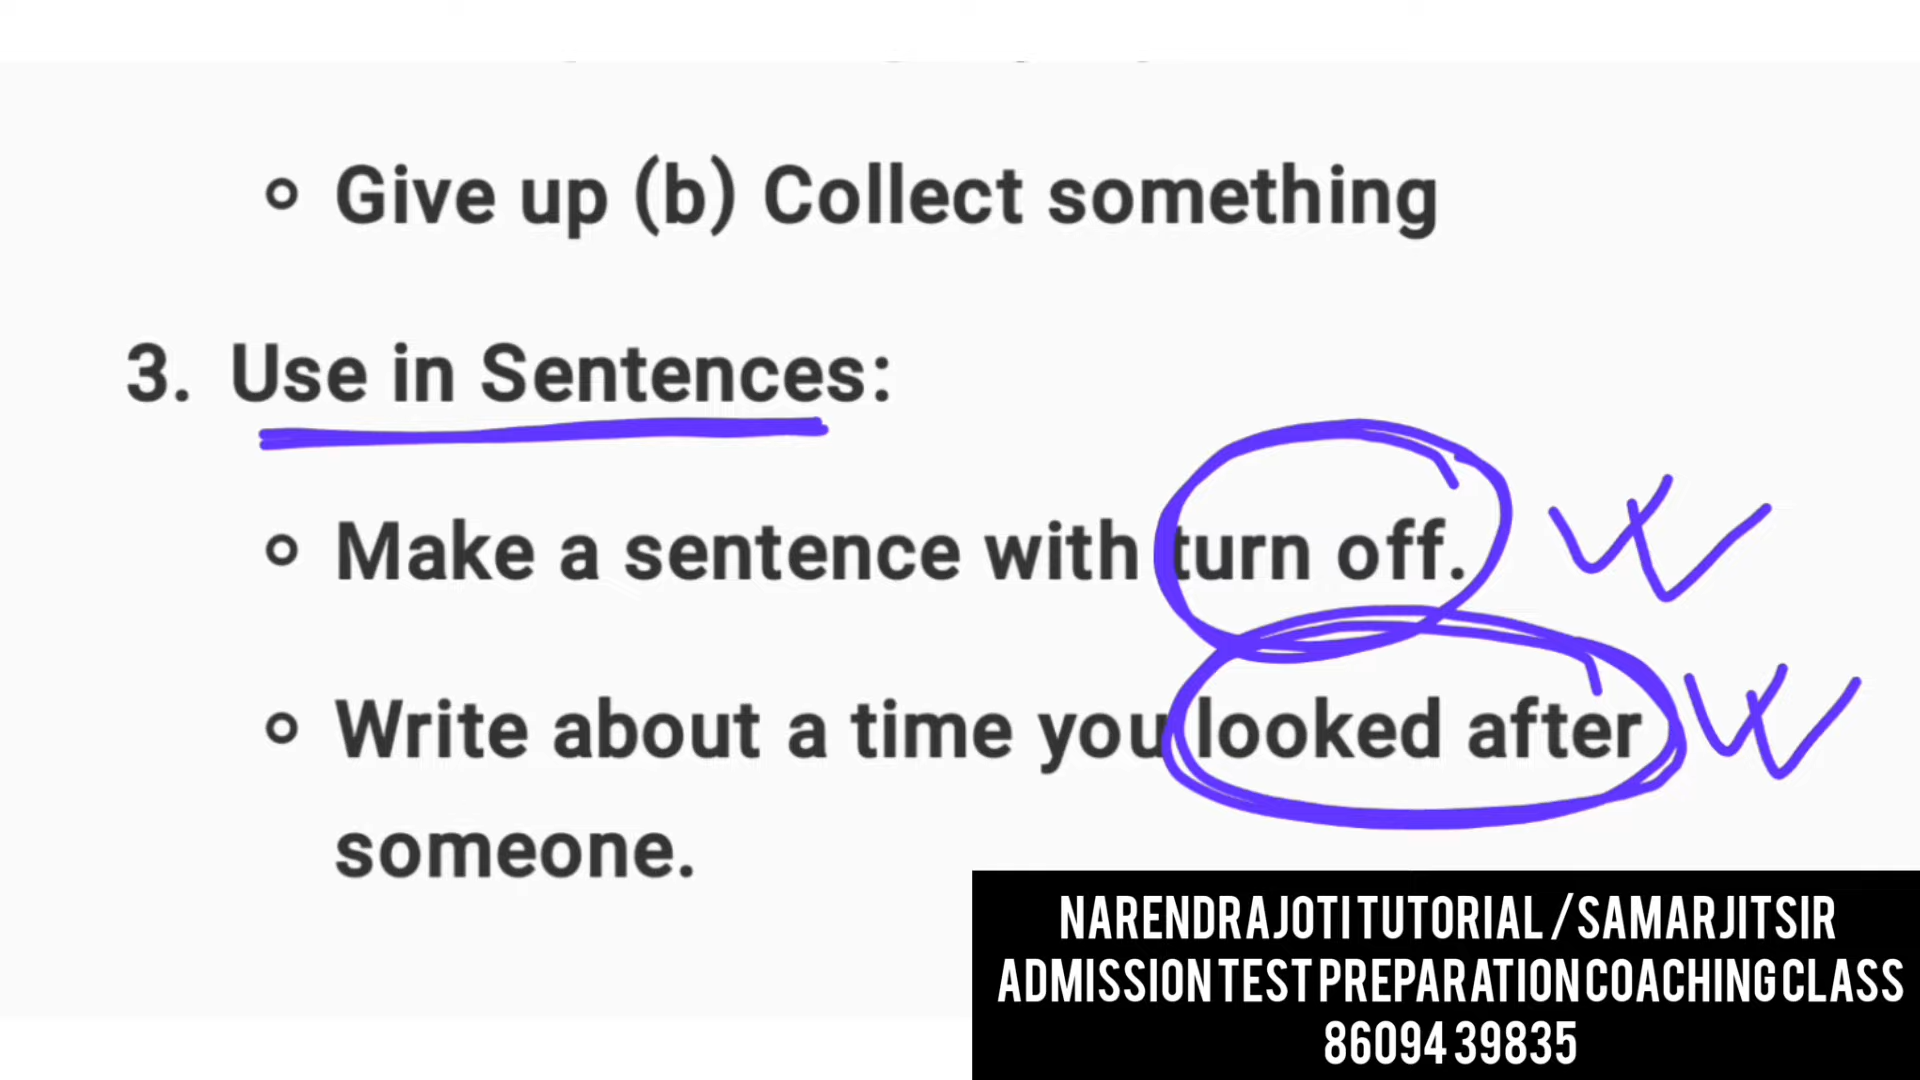 Give up (b) Collect something
3. Use in Sentences:
Make a sentence with turn off.
Write about a time you looked after
someone.
NARENDRAJOTI TUTORIAL / SAMARJIT SIR
ADMISSION TEST PREPARATION COACHING CLASS
86094 39835